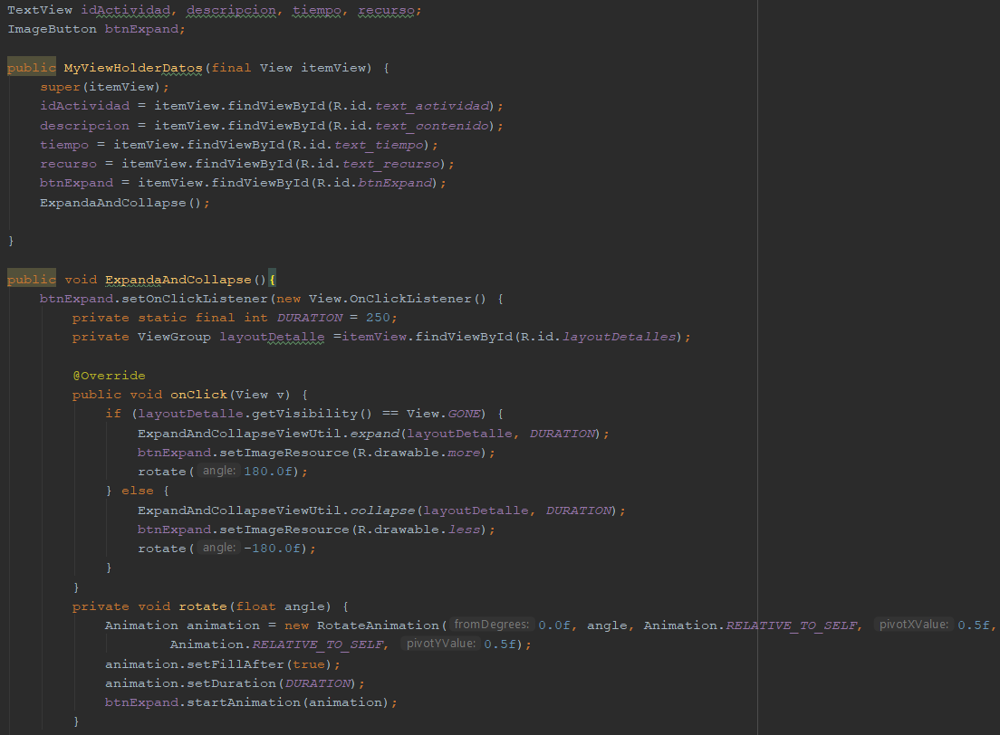 TextView idActividad, descripcion, tiempo, recurso;
ImageButton btnExpand;
public MyViewHolderDatos(final View itemView) {
super(itemView);
idActividad = itemView.findViewById(R.id.text_actividad);
descripcion = itemView.findViewById(R.id.text_contenido);
tiempo = itemView.findViewById(R.id.text_tiempo);
recurso = itemView.findViewById(R.id.text_recurso);
btnExpand = itemView.findViewById(R.id.btnExpand);
ExpandaAndCollapse();
}
public void ExpandaAndCollapse(){
btnExpand.setOnClickListener(new View.OnClickListener() {
private static final int DURATION = 250;
private ViewGroup layoutDetalle =itemView.findViewById(R.id.layoutDetalles);
@Override
public void onClick(View v) {
if (layoutDetalle.getVisibility() == View.GONE) {
ExpandAndCollapseViewUtil.expand(layoutDetalle, DURATION);
btnExpand.setImageResource(R.drawable.more);
rotate( angle: 180.0f);
} else {
ExpandAndCollapseViewUtil.collapse(layoutDetalle, DURATION);
btnExpand.setImageResource(R.drawable.less);
rotate( angle: -180.0f);
}
}
private void rotate(float angle) {
Animation animation = new RotateAnimation( fromDegrees: 0.0f, angle, Animation.RELATIVE_TO_SELF, pivotXValue: 0.5f,
Animation.RELATIVE_TO_SELF, pivotYValue: 0.5f);
animation.setFillAfter(true);
animation.setDuration(DURATION);
btnExpand.startAnimation(animation);
}